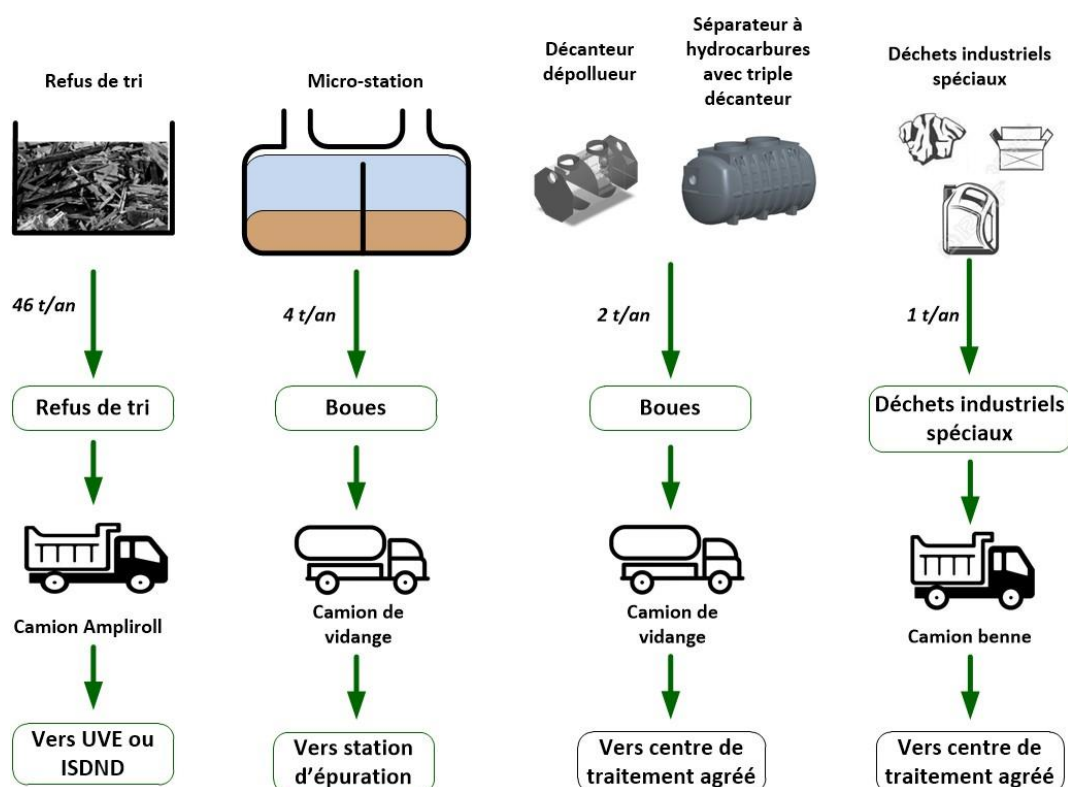 Refus de tri
Micro-station
Décanteur
dépollueur
Séparateur à
hydrocarbures
avec triple
décanteur
Déchets industriels
spéciaux
46 t/an
4 t/an
2 t/an
1 t/an
Refus de tri
Boues
Boues
Déchets industriels
spéciaux
Camion Ampliroll
Camion de
vidange
Camion de
vidange
Camion benne
Vers UVE ou
ISDND
Vers station
d’épuration
Vers centre de
traitement agréé
Vers centre de
traitement agréé